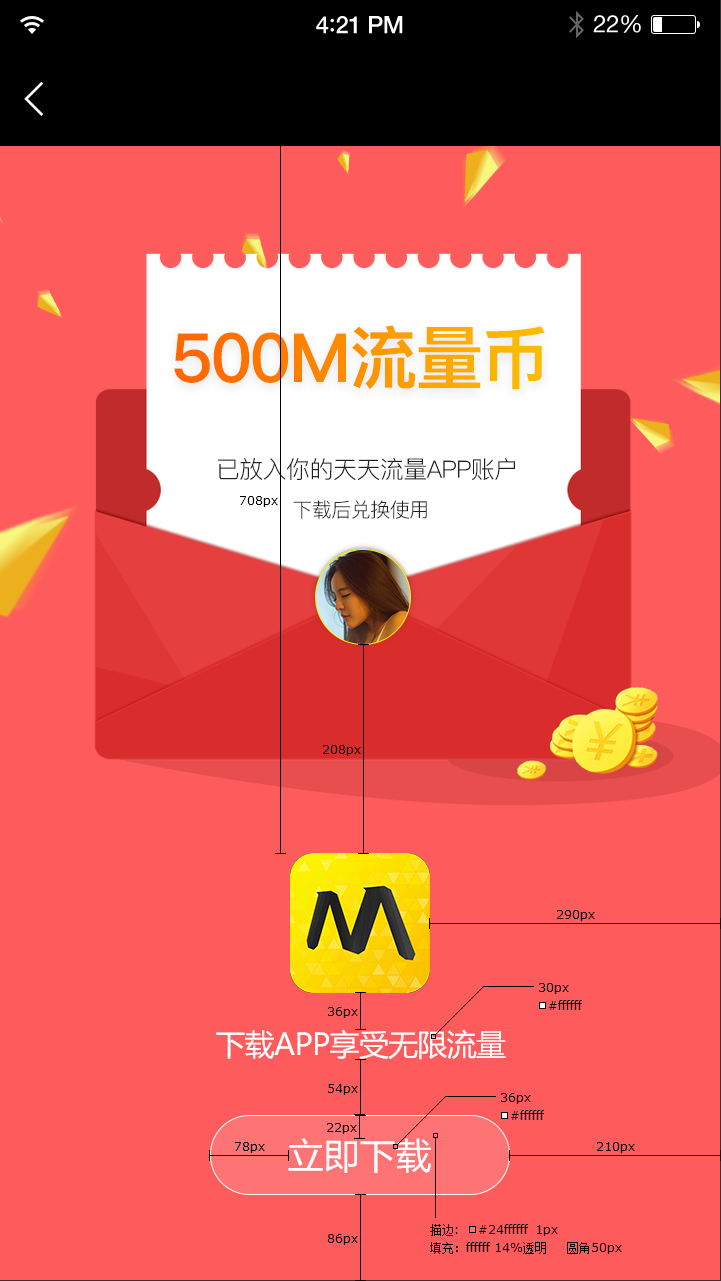 4:21 PM
22%
500M流量币
已放入你的天天流量APP账户
708px
下载后兑换使用
208px
290px
30px
#ffffff
36px
下载APP享受无限流量
54px
36px
#ffffff
22px
78px
立即下载
210px
描边: #24ffffff 1px
86px
填充: ffffff 14%透明 圆角50px